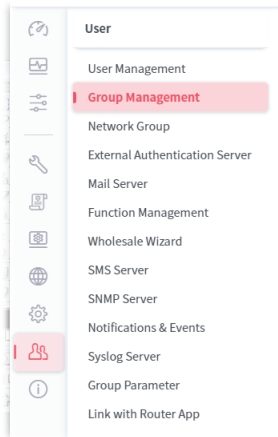 User
User Management
Group Management
Network Group
External Authentication Server
Mail Server
Function Management
Wholesale Wizard
SMS Server
SNMP Server
Notifications & Events
Syslog Server
Group Parameter
Link with Router App